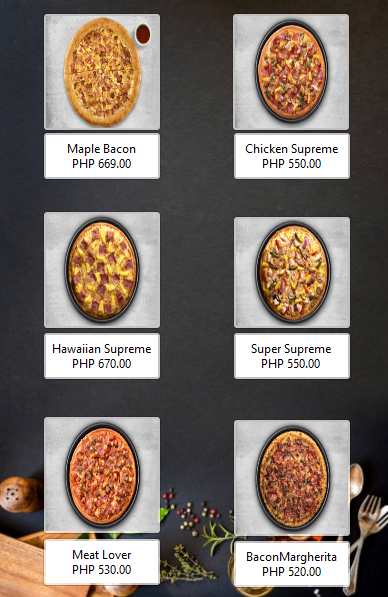 Maple Bacon
PHP 669.00
Chicken Supreme
PHP 550.00
Hawaiian Supreme
PHP 670.00
Super Supreme
PHP 550.00
Meat Lover
PHP 530.00
BaconMargherita
PHP 520.00